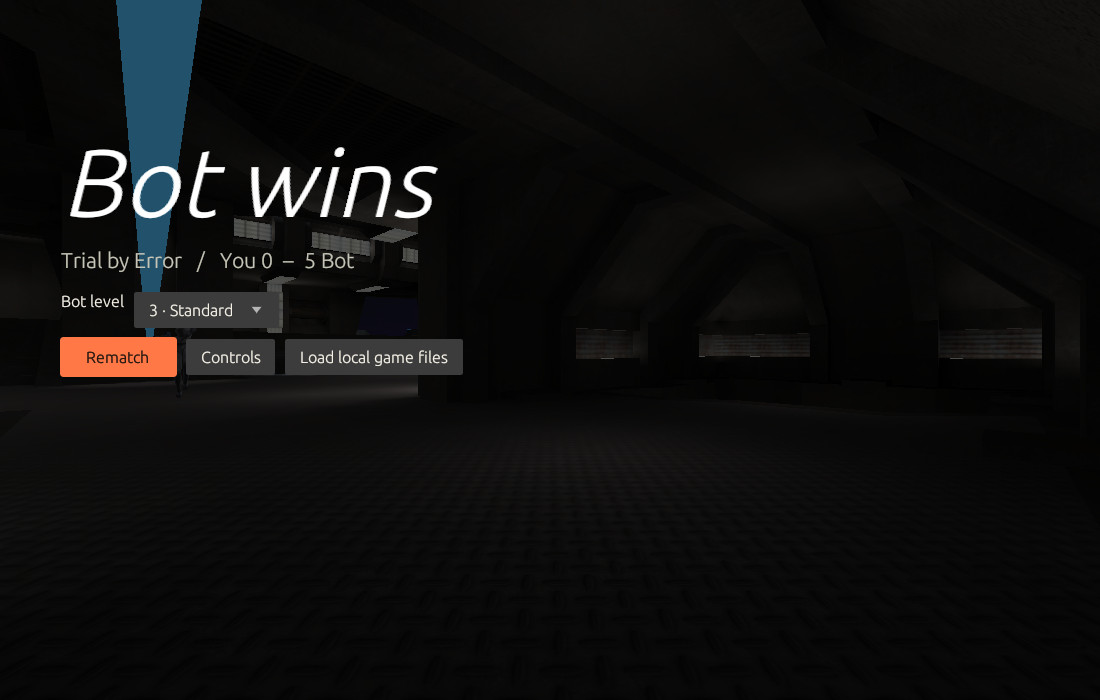 Bot wins
Trial by Error / You 0 – 5 Bot
Bot level 3 · Standard
Rematch Controls Load local game files